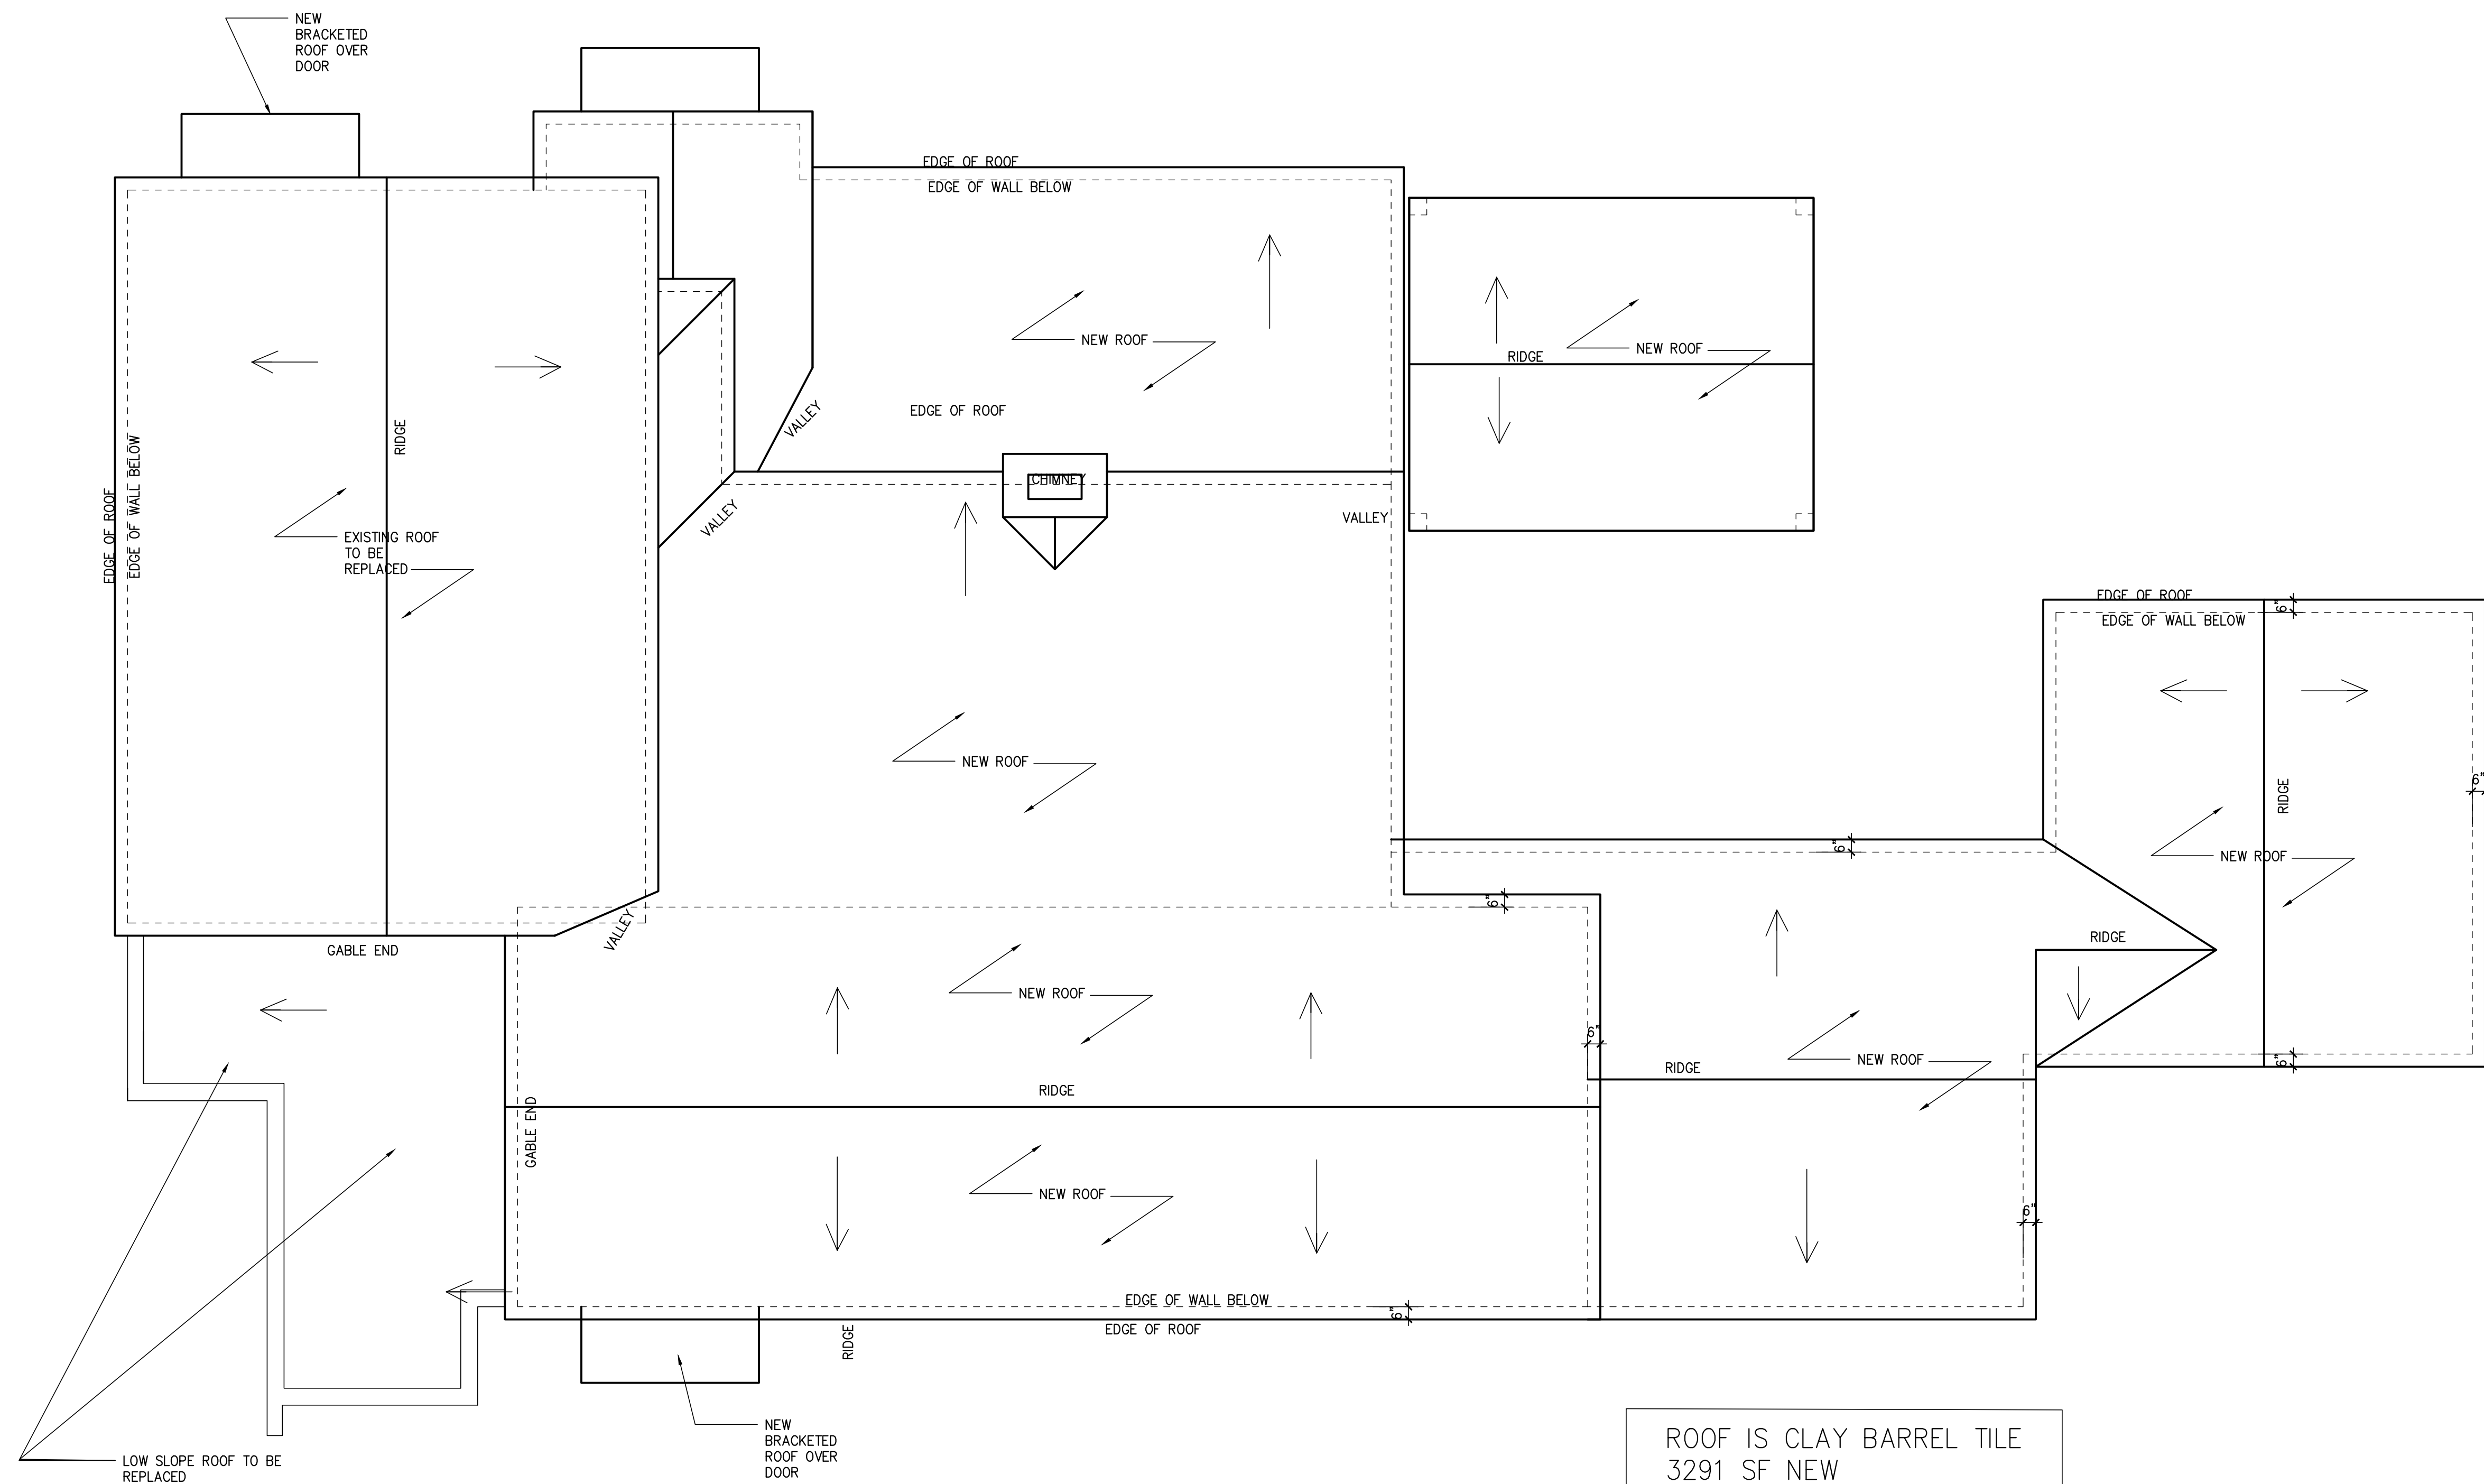 NEW
BRACKETED
ROOF OVER
DOOR
EDGE OF ROOF
EDGE OF WALL BELOW
NEW ROOF
NEW ROOF
RIDGE
EDGE OF ROOF
VALLEY
RIDGE
EDGE OF ROOF
EDGE OF WALL BELOW
CHIMNEY
VALLEY
VALLEY
EXISTING ROOF
TO BE
REPLACED
EDGE OF ROOF
6"
EDGE OF WALL BELOW
NEW ROOF
RIDGE
6"
6"
NEW ROOF
6"
VALLEY
GABLE END
RIDGE
NEW ROOF
6"
NEW ROOF
RIDGE
6"
RIDGE
GABLE END
NEW ROOF
6"
EDGE OF WALL BELOW
6"
EDGE OF ROOF
RIDGE
NEW
BRACKETED
ROOF OVER
DOOR
LOW SLOPE ROOF TO BE
REPLACED
ROOF IS CLAY BARREL TILE
3291 SF NEW